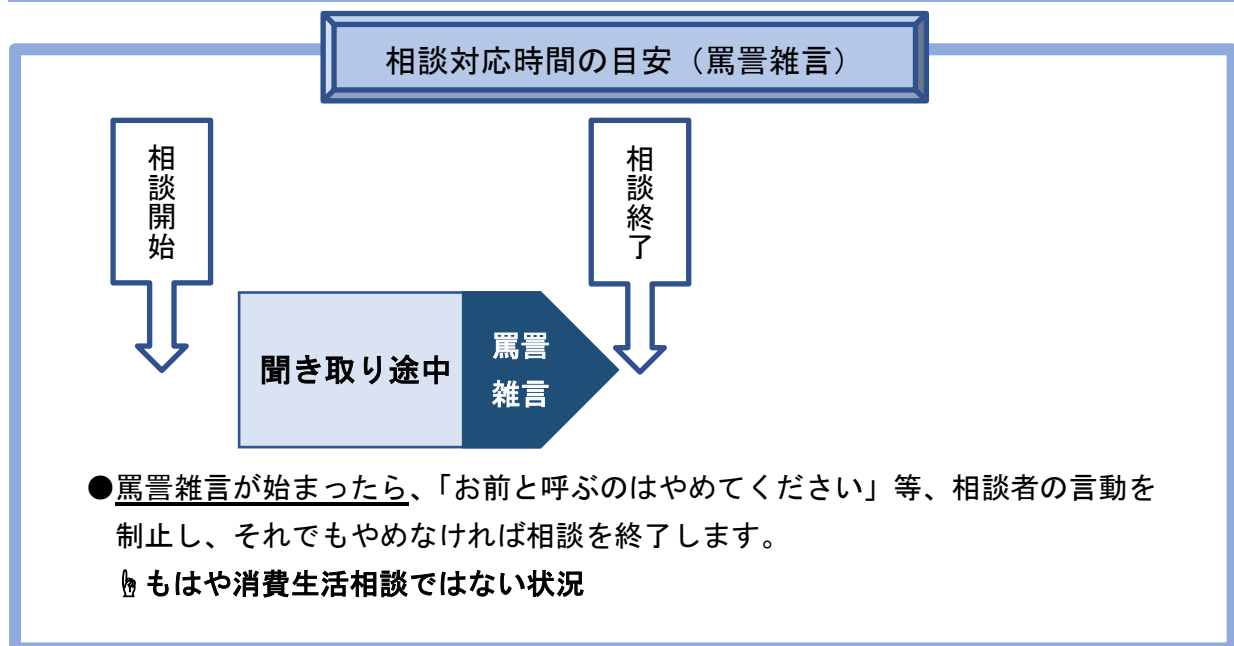 相談対応時間の目安（罵詈雑言）
相談開始
相談終了
聞き取り途中
罵詈
雑言
●罵詈雑言が始まったら、「お前と呼ぶのはやめてください」等、相談者の言動を
制止し、それでもやめなければ相談を終了します。
☝もはや消費生活相談ではない状況